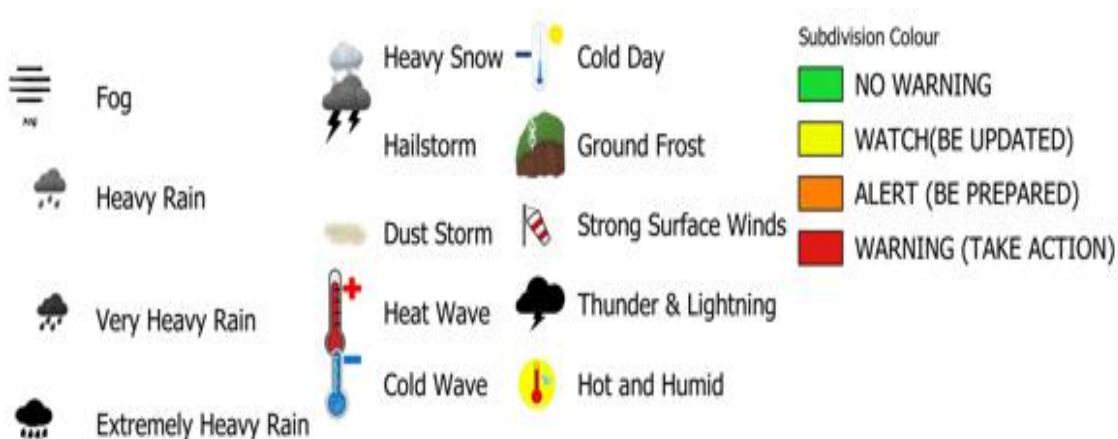 Fog
Heavy Rain
Very Heavy Rain
Extremely Heavy Rain
Heavy Snow
Hailstorm
Dust Storm
Heat Wave
Cold Wave
Cold Day
Ground Frost
Strong Surface Winds
Thunder & Lightning
Hot and Humid
Subdivision Colour
NO WARNING
WATCH(BE UPDATED)
ALERT (BE PREPARED)
WARNING (TAKE ACTION)